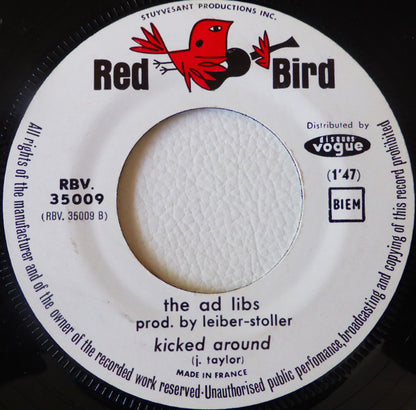 STUYVESANT PRODUCTIONS INC.
Red Bird
Distributed by
disques
vogue
RBV.
35009
(RBV. 35009 B)
(1'47)
BIEM
the ad libs
prod. by leiber-stoller
kicked around
(j. taylor)
MADE IN FRANCE
All rights of the manufacturer and of the owner of the recorded work reserved-Unauthorised public perfomance, broadcasting and copying of this record prohibited